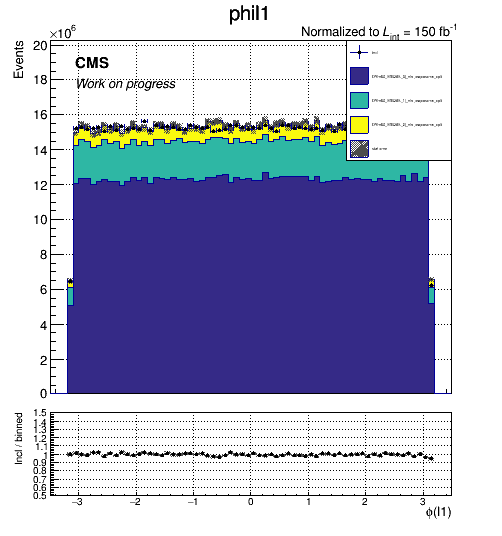 phil1
Normalized to Lint = 150 fb-1
×10^6
Events
CMS
Work on progress
20
18
16
14
12
10
8
6
4
2
0
Incl / binned
1.5
1.4
1.3
1.2
1.1
1
0.9
0.8
0.7
0.6
0.5
−3 −2 −1 0 1 2 3
ϕ(l1)